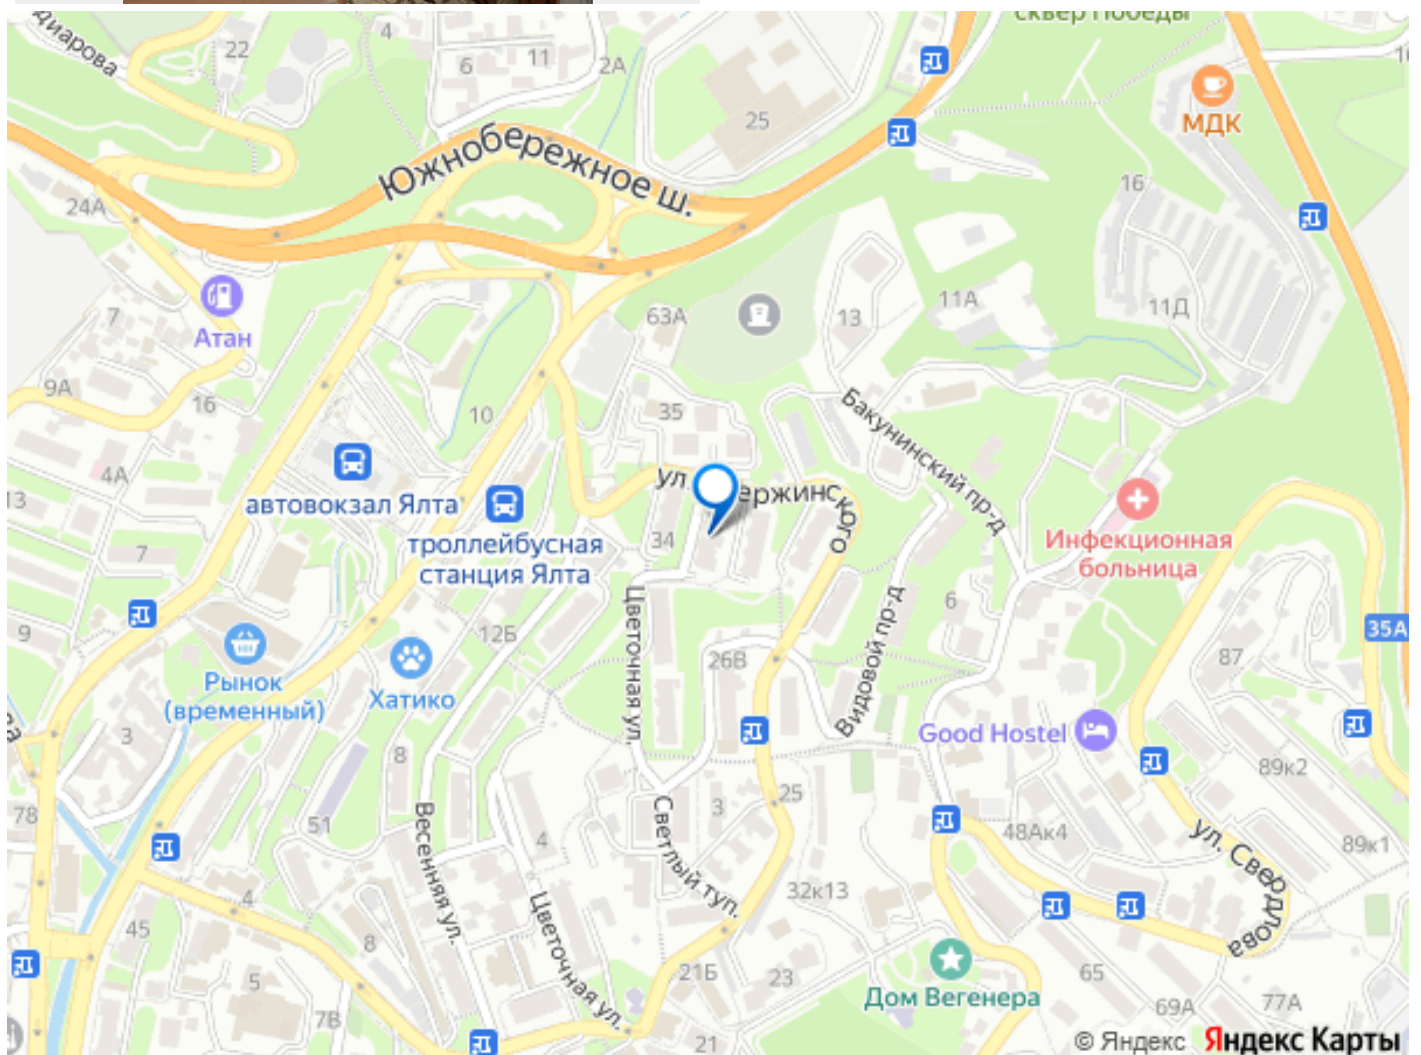 сквер Победы
диарова
22
4
6
11
2А
25
МДК
16
Южнобережное ш.
24А
7
Атан
63А
13
11А
11Д
9А
16
10
35
Бакунинский пр-д
4А
13
автовокзал Ялта
ул.
ержинского
троллейбусная
станция Ялта
34
Инфекционная
больница
7
9
12Б
Цветочная ул.
26В
Видовой пр-д
6
35А
87
Рынок
(временный)
Хатико
3
8
Good Hostel
89к2
78
51
Весенняя ул.
4
Светлый туп.
3
25
48Ак4
ул. Свердлова
89к1
32к13
4
45
8
Цветочная ул.
5
7В
21Б
23
Дом Вегенера
65
69А
77А
21
© Яндекс Яндекс Карты